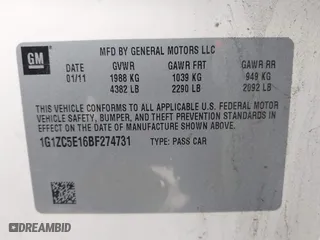 GM
MFD BY GENERAL MOTORS LLC
DATE GVWR GAWR FRT GAWR RR
01/11 1988 KG 1039 KG 949 KG
4382 LB 2290 LB 2092 LB
THIS VEHICLE CONFORMS TO ALL APPLICABLE U.S. FEDERAL MOTOR
VEHICLE SAFETY, BUMPER, AND THEFT PREVENTION STANDARDS IN
EFFECT ON THE DATE OF MANUFACTURE SHOWN ABOVE.
1G1ZC5E16BF274731 TYPE: PASS CAR
AUTOHELPERBOT.COM